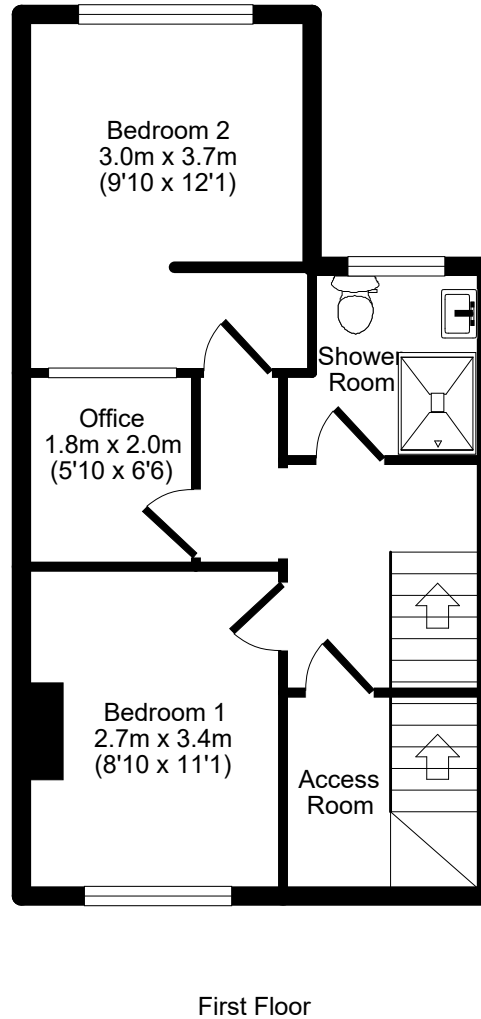 Bedroom 2
3.0m x 3.7m
(9'10 x 12'1)
Shower
Room
Office
1.8m x 2.0m
(5'10 x 6'6)
Bedroom 1
2.7m x 3.4m
(8'10 x 11'1)
Access
Room
First Floor